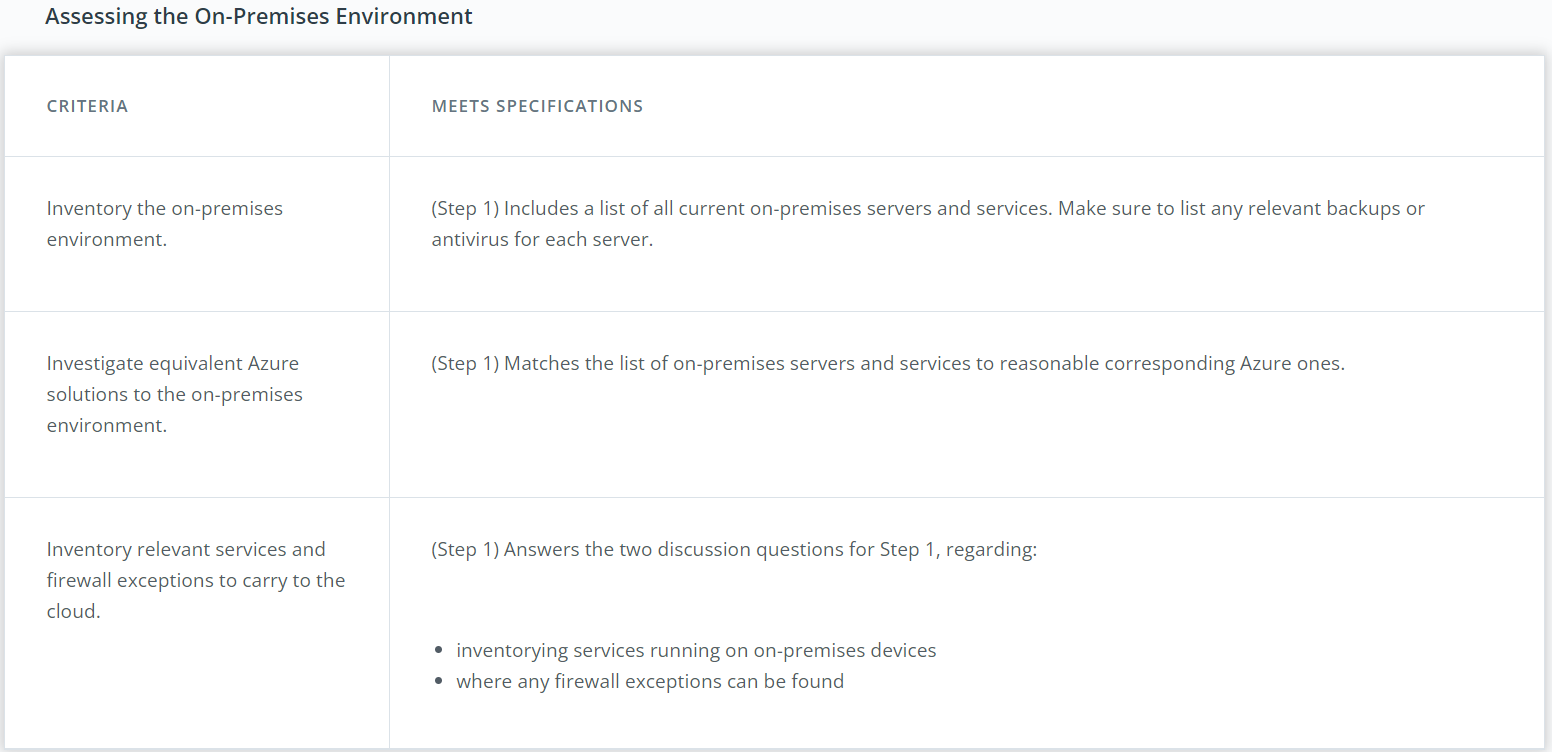 Assessing the On-Premises Environment
CRITERIA
MEETS SPECIFICATIONS
Inventory the on-premises
environment.
(Step 1) Includes a list of all current on-premises servers and services. Make sure to list any relevant backups or
antivirus for each server.
Investigate equivalent Azure
solutions to the on-premises
environment.
(Step 1) Matches the list of on-premises servers and services to reasonable corresponding Azure ones.
Inventory relevant services and
firewall exceptions to carry to the
cloud.
(Step 1) Answers the two discussion questions for Step 1, regarding:
• inventorying services running on on-premises devices
• where any firewall exceptions can be found